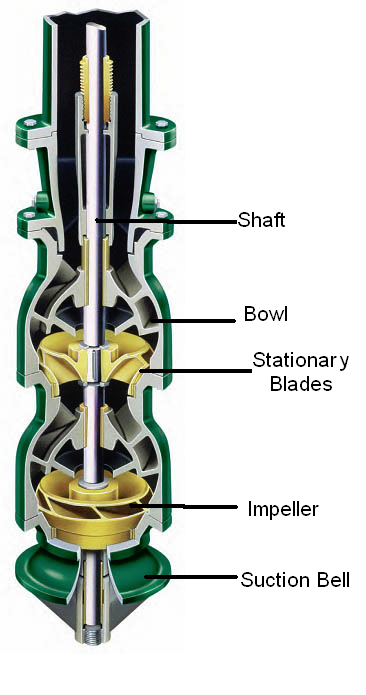 Shaft
Bowl
Stationary
Blades
Impeller
Suction Bell